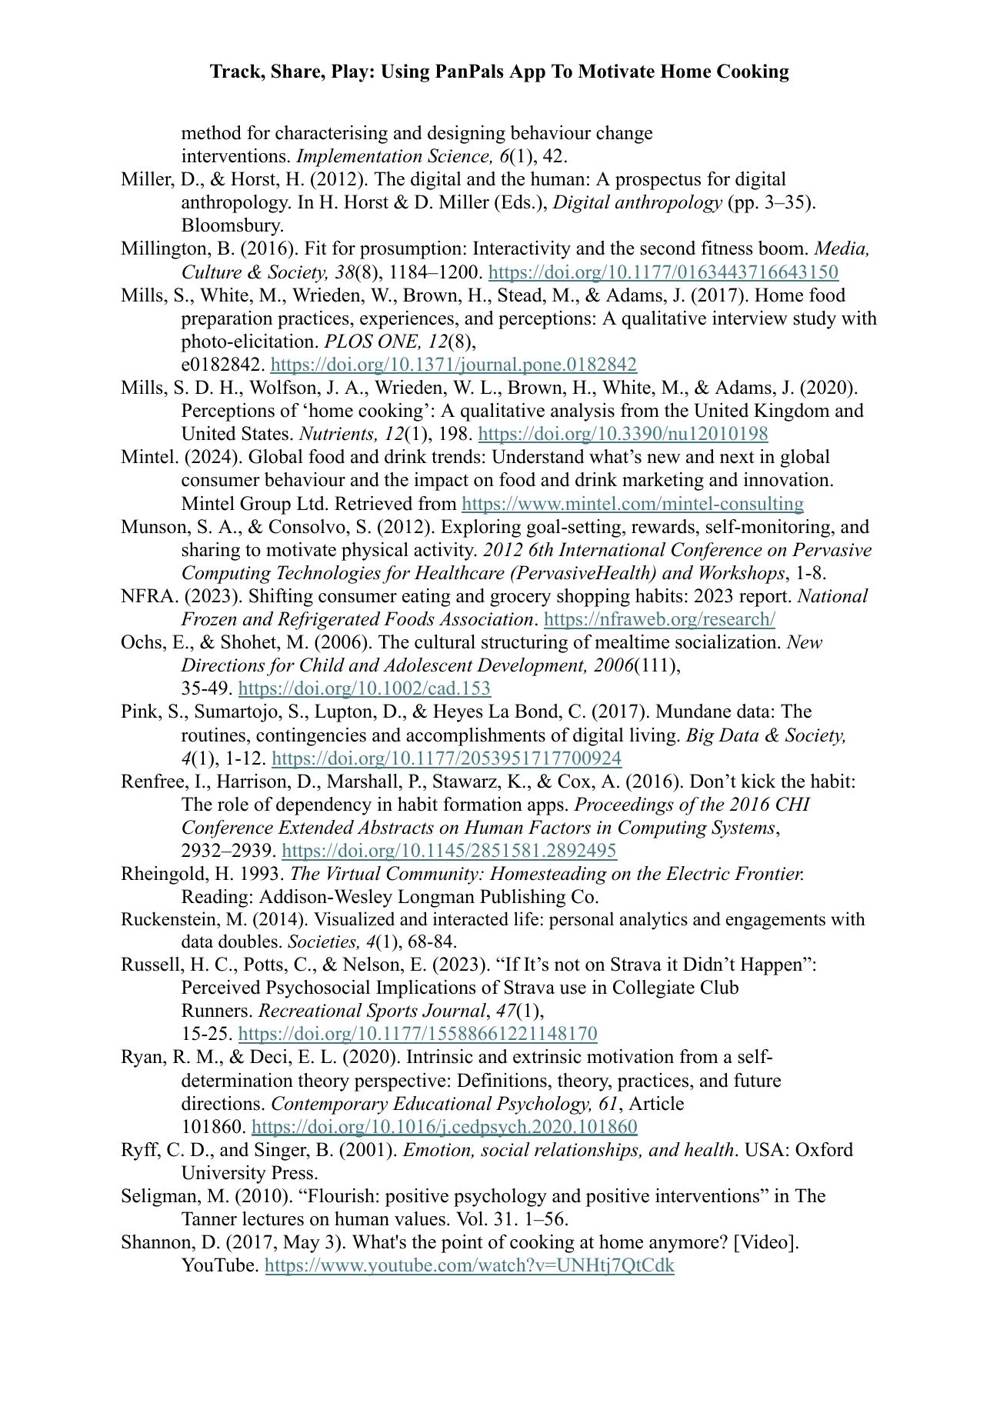 Track, Share, Play: Using PanPals App To Motivate Home Cooking
method for characterising and designing behaviour change
interventions. Implementation Science, 6(1), 42.
Miller, D., & Horst, H. (2012). The digital and the human: A prospectus for digital
anthropology. In H. Horst & D. Miller (Eds.), Digital anthropology (pp. 3–35).
Bloomsbury.
Millington, B. (2016). Fit for prosumption: Interactivity and the second fitness boom. Media,
Culture & Society, 38(8), 1184–1200. https://doi.org/10.1177/0163443716643150
Mills, S., White, M., Wrieden, W., Brown, H., Stead, M., & Adams, J. (2017). Home food
preparation practices, experiences, and perceptions: A qualitative interview study with
photo-elicitation. PLOS ONE, 12(8),
e0182842. https://doi.org/10.1371/journal.pone.0182842
Mills, S. D. H., Wolfson, J. A., Wrieden, W. L., Brown, H., White, M., & Adams, J. (2020).
Perceptions of ‘home cooking’: A qualitative analysis from the United Kingdom and
United States. Nutrients, 12(1), 198. https://doi.org/10.3390/nu12010198
Mintel. (2024). Global food and drink trends: Understand what’s new and next in global
consumer behaviour and the impact on food and drink marketing and innovation.
Mintel Group Ltd. Retrieved from https://www.mintel.com/mintel-consulting
Munson, S. A., & Consolvo, S. (2012). Exploring goal-setting, rewards, self-monitoring, and
sharing to motivate physical activity. 2012 6th International Conference on Pervasive
Computing Technologies for Healthcare (PervasiveHealth) and Workshops, 1-8.
NFRA. (2023). Shifting consumer eating and grocery shopping habits: 2023 report. National
Frozen and Refrigerated Foods Association. https://nfraweb.org/research/
Ochs, E., & Shohet, M. (2006). The cultural structuring of mealtime socialization. New
Directions for Child and Adolescent Development, 2006(111),
35-49. https://doi.org/10.1002/cad.153
Pink, S., Sumartojo, S., Lupton, D., & Heyes La Bond, C. (2017). Mundane data: The
routines, contingencies and accomplishments of digital living. Big Data & Society,
4(1), 1-12. https://doi.org/10.1177/2053951717700924
Renfree, I., Harrison, D., Marshall, P., Stawarz, K., & Cox, A. (2016). Don’t kick the habit:
The role of dependency in habit formation apps. Proceedings of the 2016 CHI
Conference Extended Abstracts on Human Factors in Computing Systems,
2932–2939. https://doi.org/10.1145/2851581.2892495
Rheingold, H. 1993. The Virtual Community: Homesteading on the Electric Frontier.
Reading: Addison-Wesley Longman Publishing Co.
Ruckenstein, M. (2014). Visualized and interacted life: personal analytics and engagements with
data doubles. Societies, 4(1), 68-84.
Russell, H. C., Potts, C., & Nelson, E. (2023). “If It’s not on Strava it Didn’t Happen”:
Perceived Psychosocial Implications of Strava use in Collegiate Club
Runners. Recreational Sports Journal, 47(1),
15-25. https://doi.org/10.1177/15588661221148170
Ryan, R. M., & Deci, E. L. (2020). Intrinsic and extrinsic motivation from a self-
determination theory perspective: Definitions, theory, practices, and future
directions. Contemporary Educational Psychology, 61, Article
101860. https://doi.org/10.1016/j.cedpsych.2020.101860
Ryff, C. D., and Singer, B. (2001). Emotion, social relationships, and health. USA: Oxford
University Press.
Seligman, M. (2010). “Flourish: positive psychology and positive interventions” in The
Tanner lectures on human values. Vol. 31. 1–56.
Shannon, D. (2017, May 3). What's the point of cooking at home anymore? [Video].
YouTube. https://www.youtube.com/watch?v=UNHtj7QtCdk